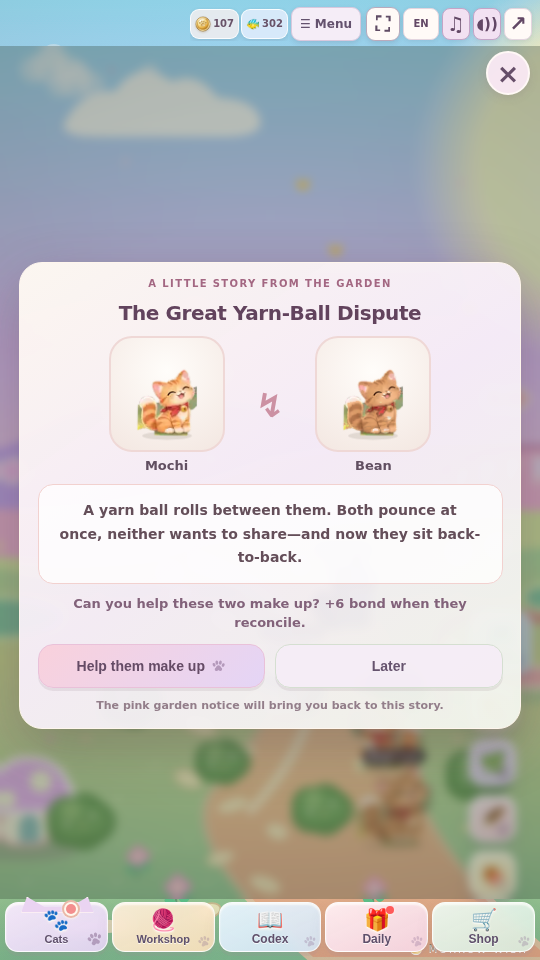 107
302
☰ Menu
EN
A LITTLE STORY FROM THE GARDEN
The Great Yarn-Ball Dispute
Mochi
Bean
A yarn ball rolls between them. Both pounce at
once, neither wants to share—and now they sit back-
to-back.
Can you help these two make up? +6 bond when they
reconcile.
Help them make up
Later
The pink garden notice will bring you back to this story.
Cats
Workshop
Codex
Daily
Shop